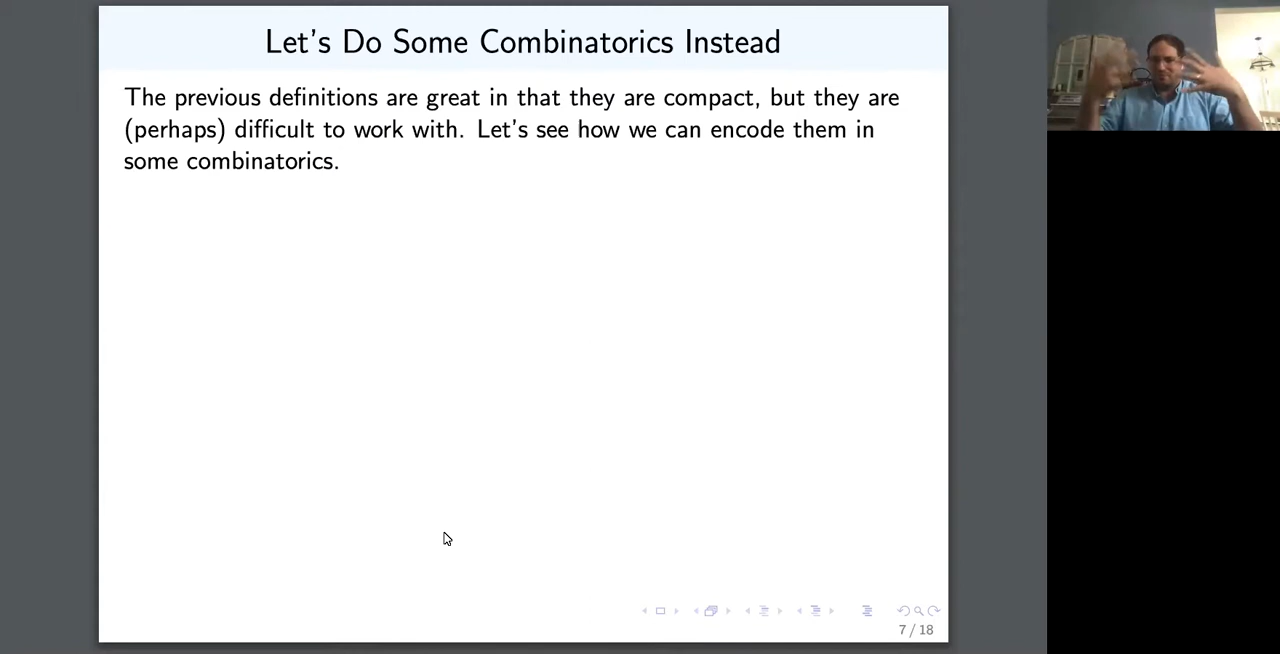 Let's Do Some Combinatorics Instead
The previous definitions are great in that they are compact, but they are
(perhaps) difficult to work with. Let's see how we can encode them in
some combinatorics.
7 / 18